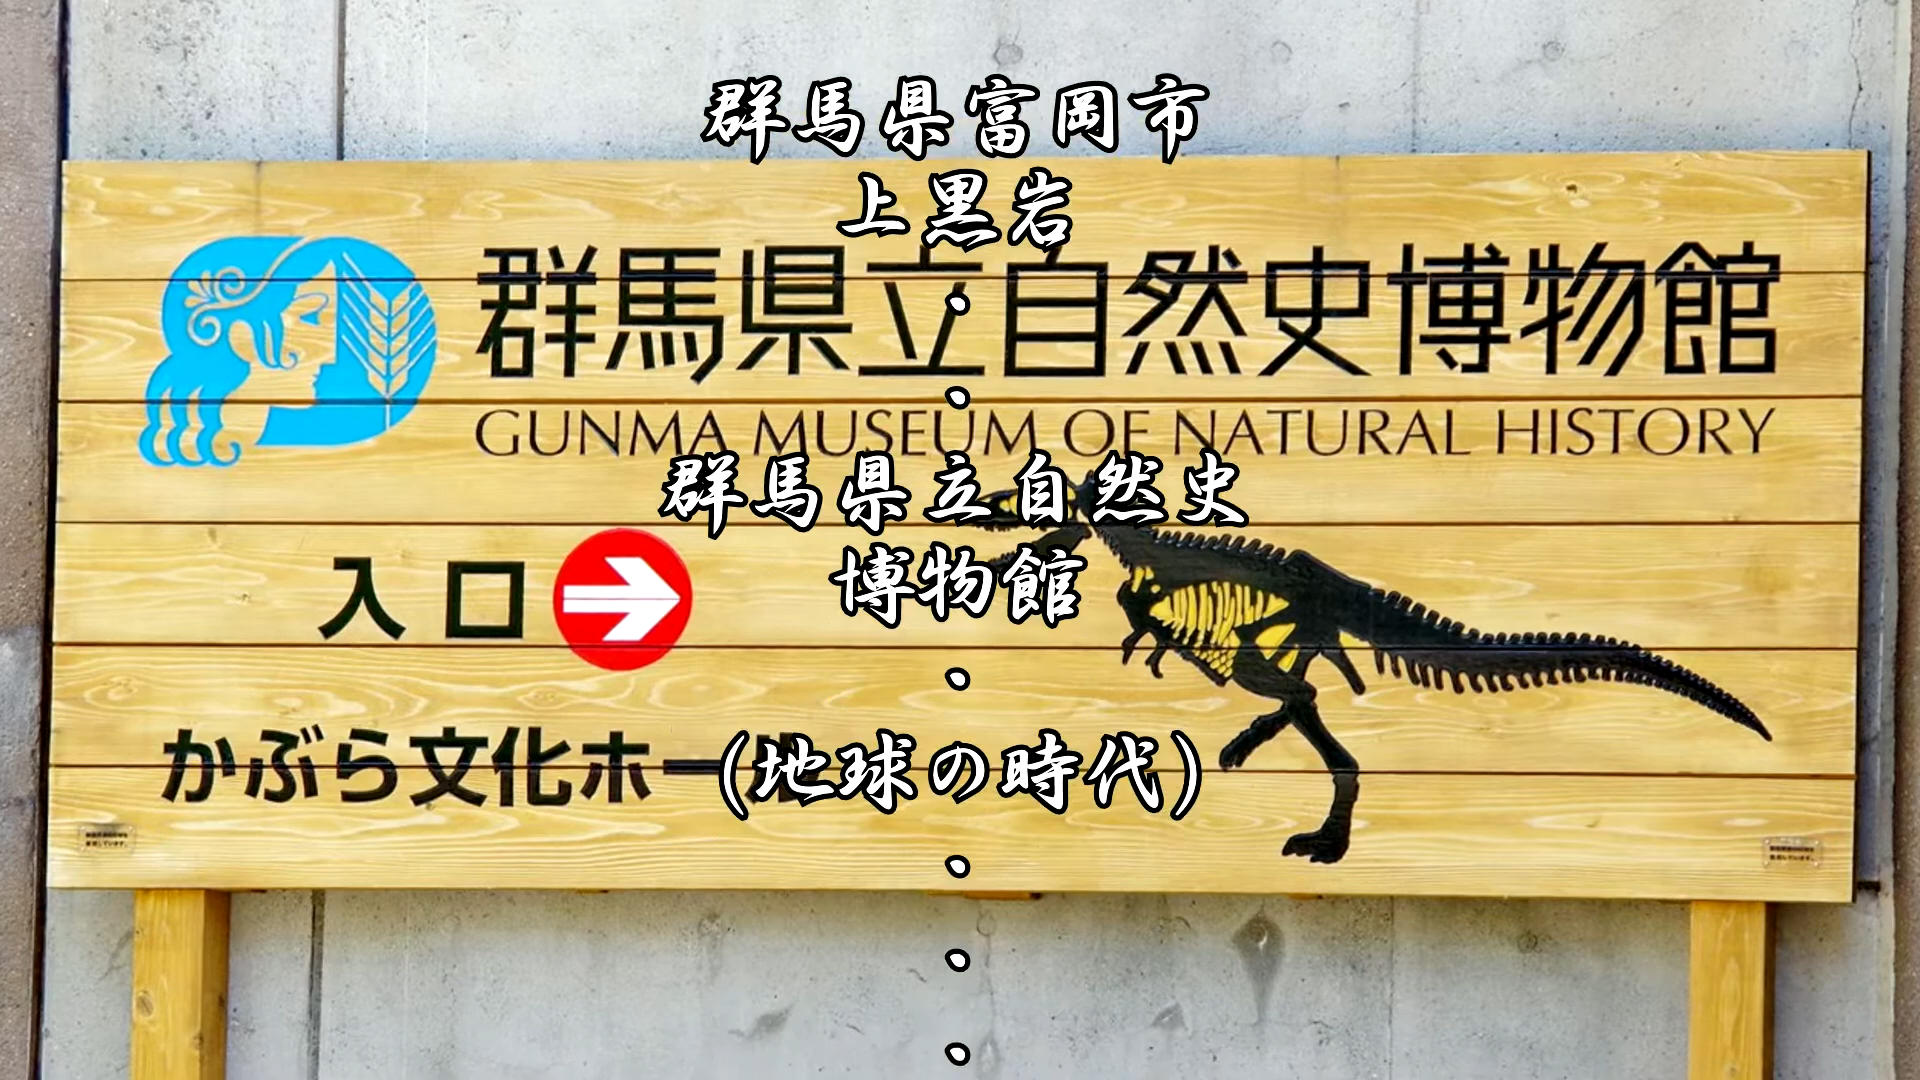 群馬県富岡市
上黒岩
、
群馬県立自然史博物館
、
GUNMA MUSEUM OF NATURAL HISTORY
群馬県立自然史
博物館
入口
、
かぶら文化ホール
(地球の時代)
、
、
、